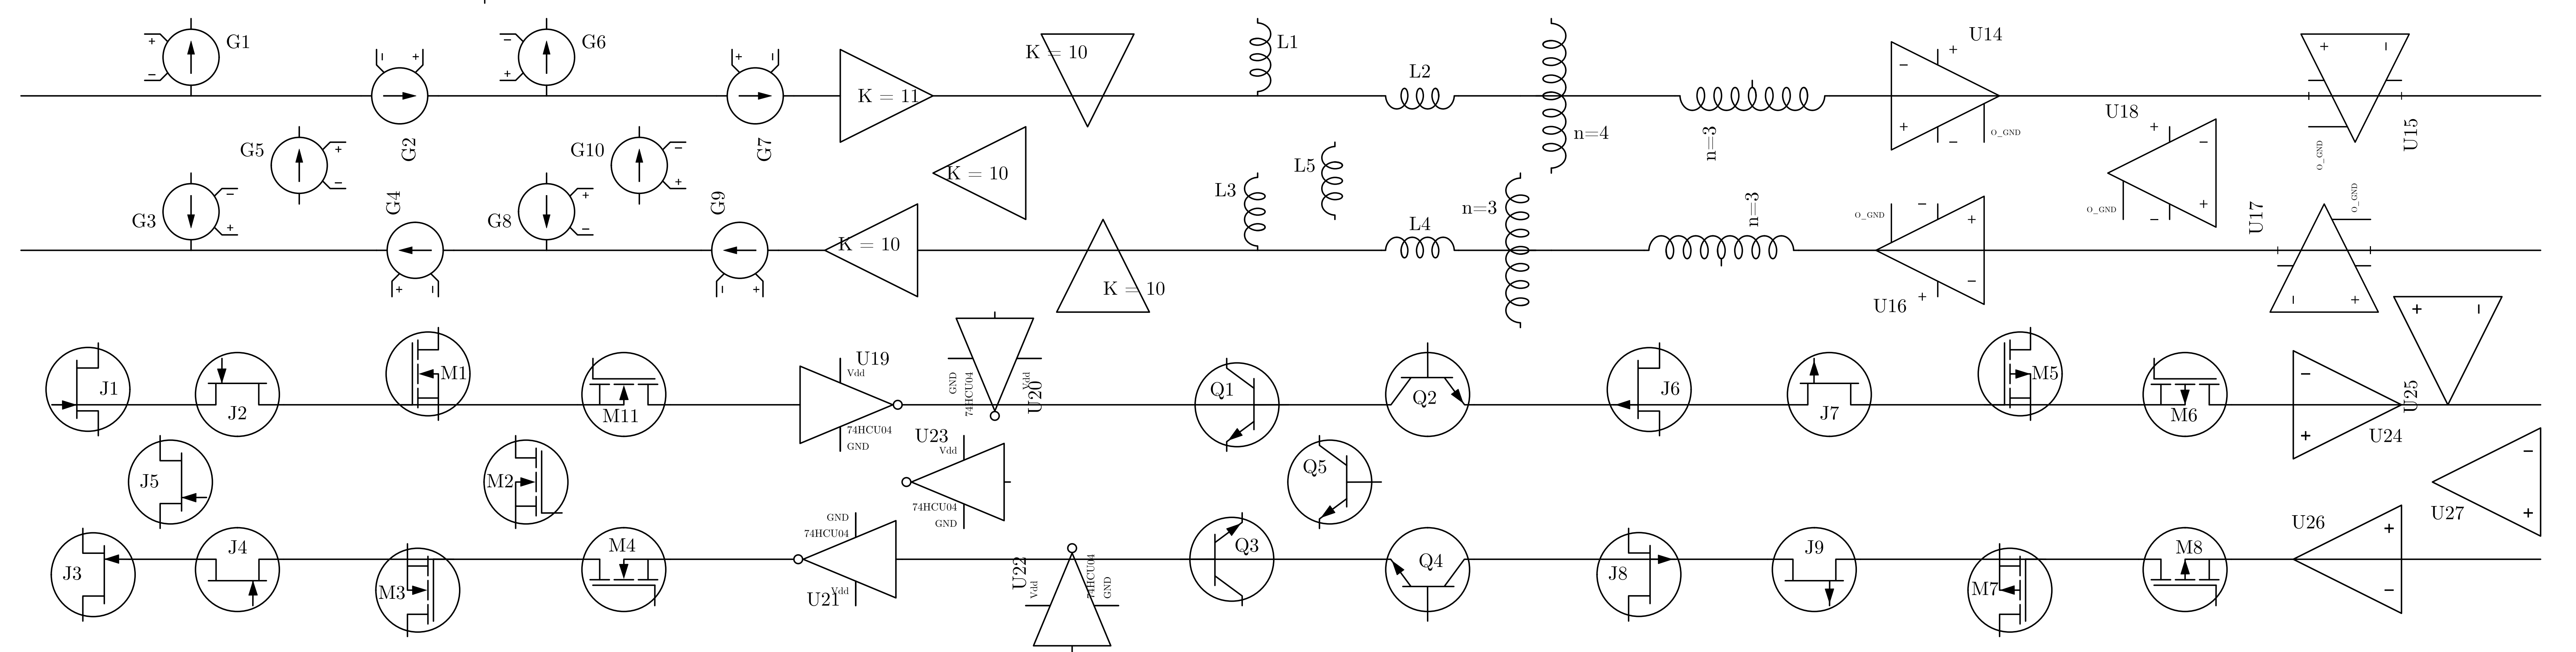 G1
G6
K = 10
L1
U14
+
−
K = 11
L2
n=4
n=3
O_GND
U18
U15
O_GND
G2
G7
G5
G10
K = 10
L5
G3
G4
G8
G9
K = 10
K = 10
L3
L4
n=3
n=3
O_GND
U16
O_GND
U17
O_GND
J1
J2
M1
M11
U19
Vdd
74HCU04
GND
GND
74HCU04
Vdd
U20
Q1
Q2
J6
J7
M5
M6
U24
U25
J5
M2
U23
Vdd
74HCU04
GND
Q5
U27
J3
J4
M3
M4
GND
74HCU04
Vdd
U21
U22
Vdd
74HCU04
GND
Q3
Q4
J8
J9
M7
M8
U26